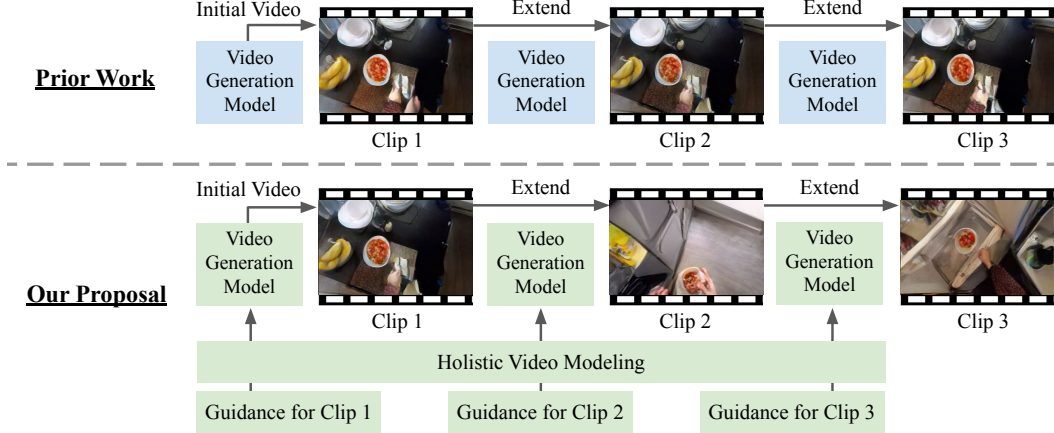 Initial Video
Extend
Extend
Prior Work
Video
Generation
Model
Video
Generation
Model
Video
Generation
Model
Clip 1
Clip 2
Clip 3
Initial Video
Extend
Extend
Our Proposal
Video
Generation
Model
Video
Generation
Model
Video
Generation
Model
Clip 1
Clip 2
Clip 3
Holistic Video Modeling
Guidance for Clip 1
Guidance for Clip 2
Guidance for Clip 3